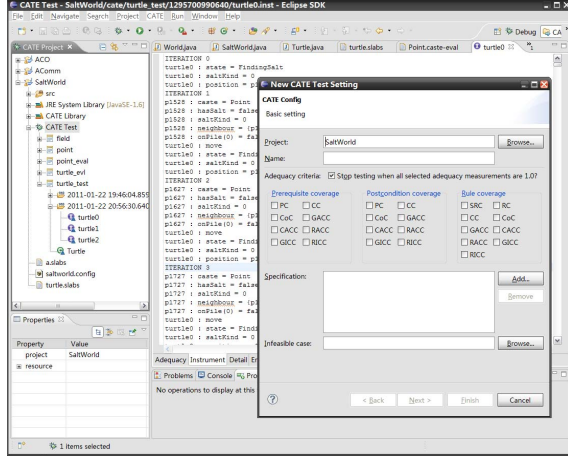 CATE Test - SaltWorld/cate/turtle_test/1295700990640/turtle0.inst - Eclipse SDK
File Edit Navigate Search Project CATE Run Window Help
Debug CA
CATE Project
World.java SaltWorld.java Turtle.java turtle.slabs Point.caste-eval turtle0
ACO
AComm
SaltWorld
src
JRE System Library [JavaSE-1.6]
CATE Library
CATE Test
field
point
point_eval
turtle_evl
turtle_test
2011-01-22 19:46:04.859
2011-01-22 20:56:30.640
turtle0
turtle1
turtle2
Turtle
a.slabs
saltworld.config
turtle.slabs
Properties
Property Value
project SaltWorld
resource
ITERATION 0
turtle0 : state = FindingSalt
turtle0 : saltKind = 0
turtle0 : position =
ITERATION 1
p1528 : caste = Point
p1528 : hasSalt = false
p1528 : saltKind = 0
p1528 : neighbour = {p1
p1528 : onPile(0) = fal
turtle0 : move
turtle0 : state = Findi
turtle0 : saltKind = 0
turtle0 : position =
ITERATION 2
p1627 : caste = Point
p1627 : hasSalt = false
p1627 : saltKind = 0
p1627 : neighbour = {p1
p1627 : onPile(0) = fal
turtle0 : move
turtle0 : state = Findi
turtle0 : saltKind = 0
turtle0 : position =
ITERATION 3
p1727 : caste = Point
p1727 : hasSalt = false
p1727 : saltKind = 0
p1727 : neighbour = {p1
p1727 : onPile(0) = fal
turtle0 : move
turtle0 : state = Findi
turtle0 : saltKind = 0
Adequacy Instrument Detail Er
Problems Console Pro
No operations to display at this
New CATE Test Setting
CATE Config
Basic setting
Project: SaltWorld Browse...
Name:
Adequacy criteria: Stop testing when all selected adequacy measurements are 1.0?
Prerequisite coverage Postcondition coverage Rule coverage
PC CC PC CC SRC RC
CoC GACC CoC GACC CC CoC
CACC RACC CACC RACC GACC CACC
GICC RICC GICC RICC RACC GICC
RICC
Specification: Add...
Remove
Infeasible case: Browse...
< Back Next > Finish Cancel
1 items selected